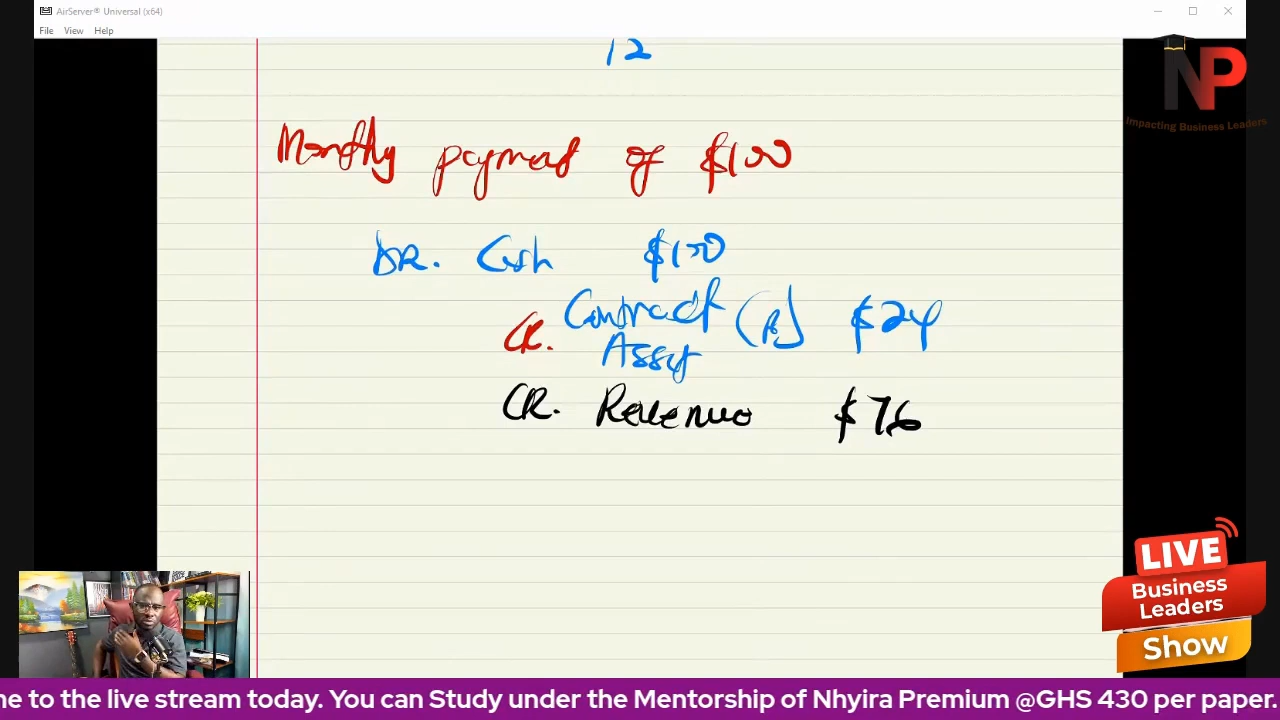 AirServer® Universal (x64)
File View Help
12
Monthly payment of $100
DR. Cash $100
CR. Contract Asset (R) $24
CR. Revenue $76
NP
Impacting Business Leaders
LIVE
Business
Leaders
Show
ne to the live stream today. You can Study under the Mentorship of Nhyira Premium @GHS 430 per paper.